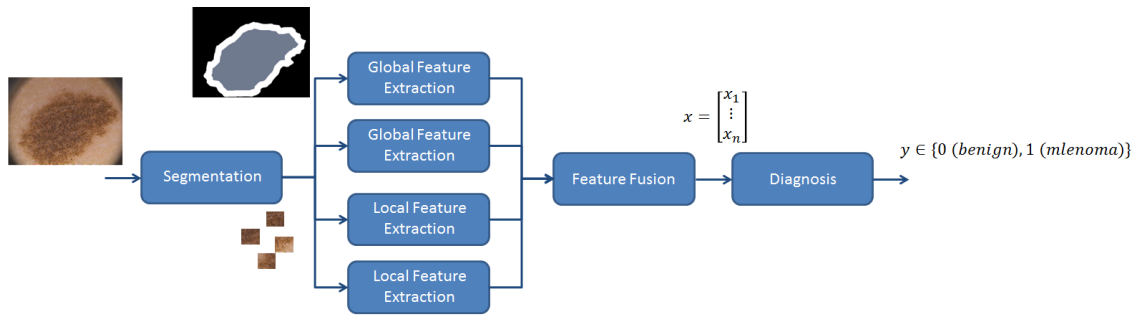 Global Feature
Extraction
Global Feature
Extraction
Segmentation
Local Feature
Extraction
Local Feature
Extraction
Feature Fusion
x = [x₁ ⋮ xₙ]
Diagnosis
y ∈ {0 (benign), 1 (mlenoma)}